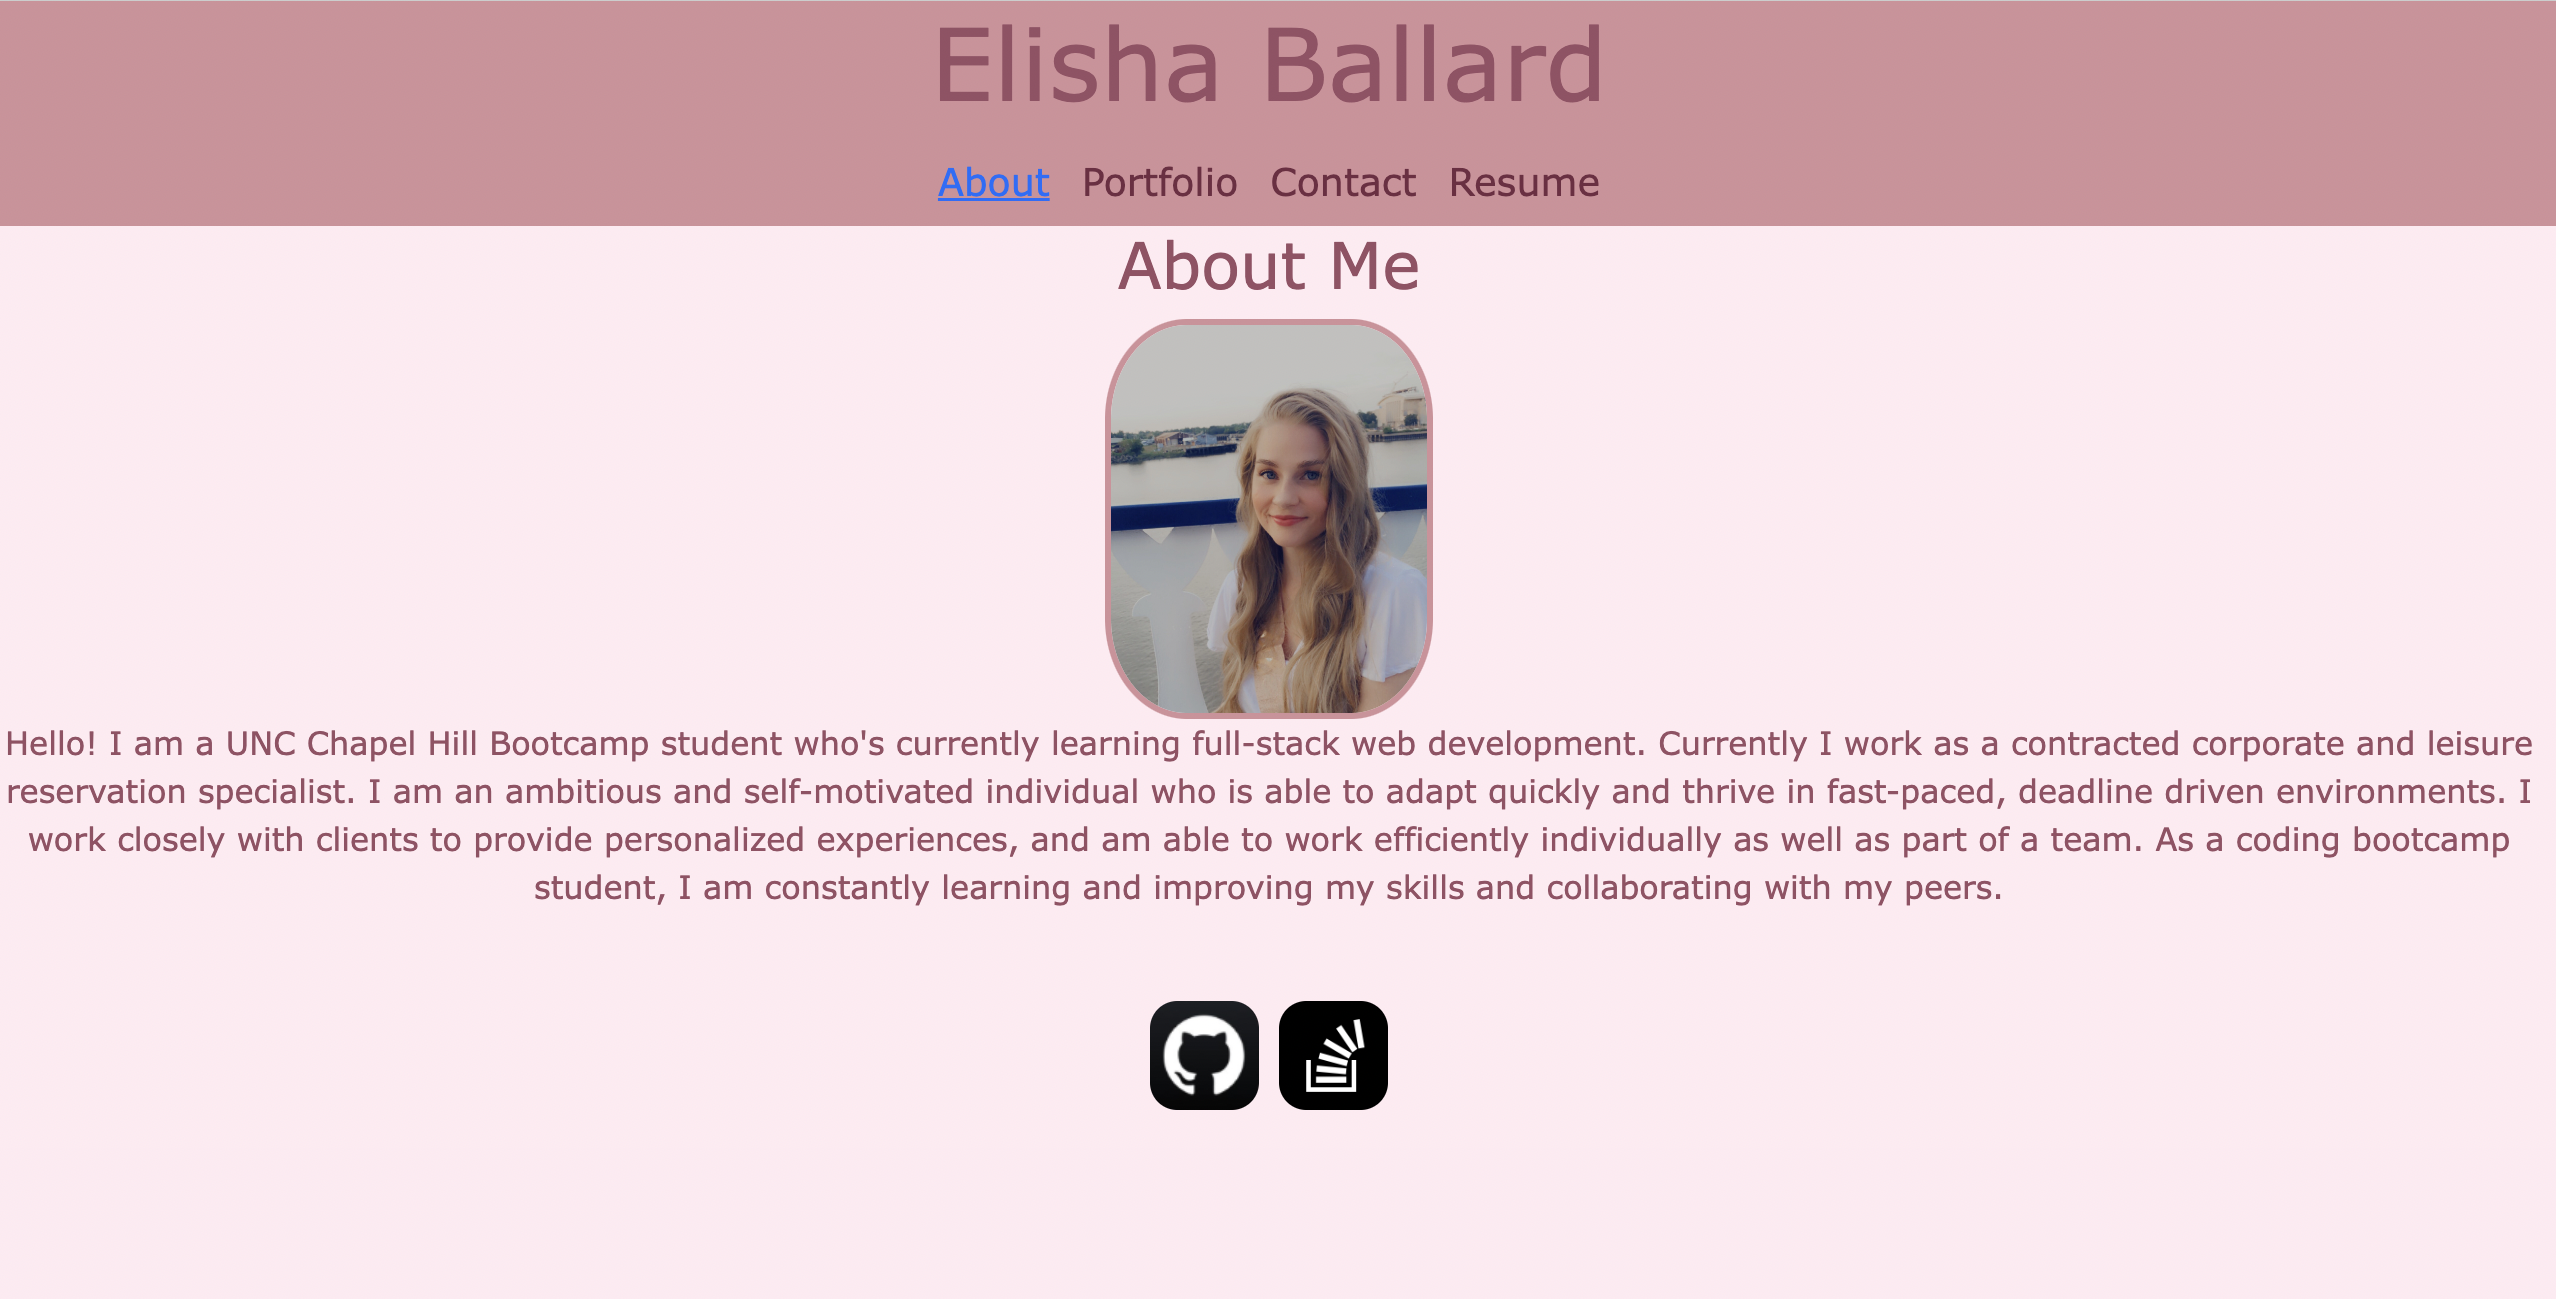 Elisha Ballard
About Portfolio Contact Resume
About Me
Hello! I am a UNC Chapel Hill Bootcamp student who's currently learning full-stack web development. Currently I work as a contracted corporate and leisure
reservation specialist. I am an ambitious and self-motivated individual who is able to adapt quickly and thrive in fast-paced, deadline driven environments. I
work closely with clients to provide personalized experiences, and am able to work efficiently individually as well as part of a team. As a coding bootcamp
student, I am constantly learning and improving my skills and collaborating with my peers.